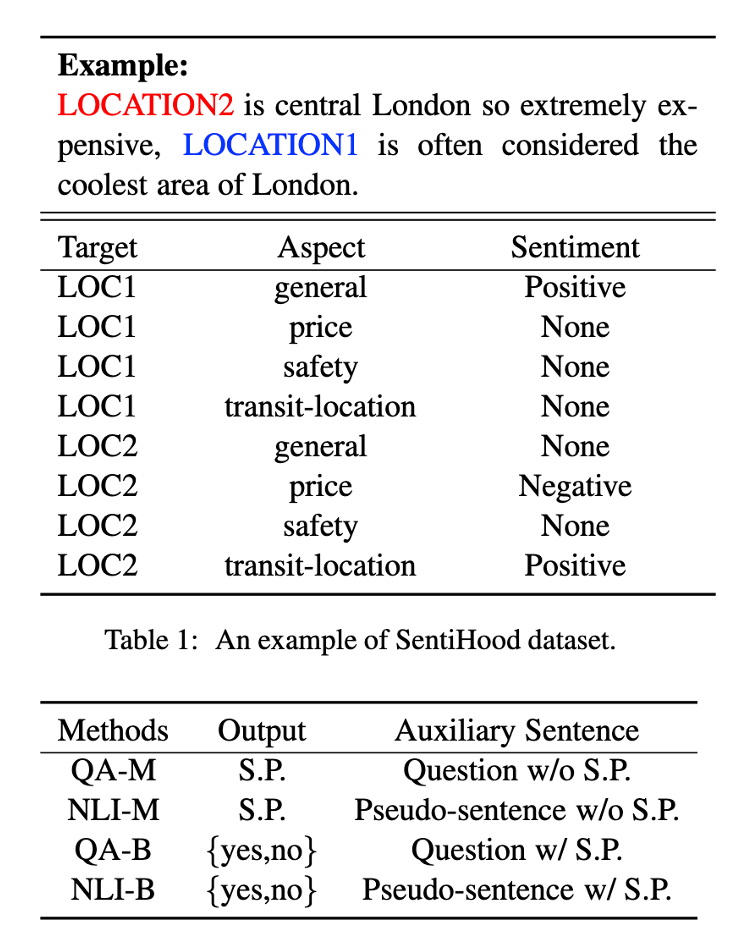 Example:
LOCATION2 is central London so extremely ex-
pensive, LOCATION1 is often considered the
coolest area of London.
Target Aspect Sentiment
LOC1 general Positive
LOC1 price None
LOC1 safety None
LOC1 transit-location None
LOC2 general None
LOC2 price Negative
LOC2 safety None
LOC2 transit-location Positive
Table 1: An example of SentiHood dataset.
Methods Output Auxiliary Sentence
QA-M S.P. Question w/o S.P.
NLI-M S.P. Pseudo-sentence w/o S.P.
QA-B {yes,no} Question w/ S.P.
NLI-B {yes,no} Pseudo-sentence w/ S.P.